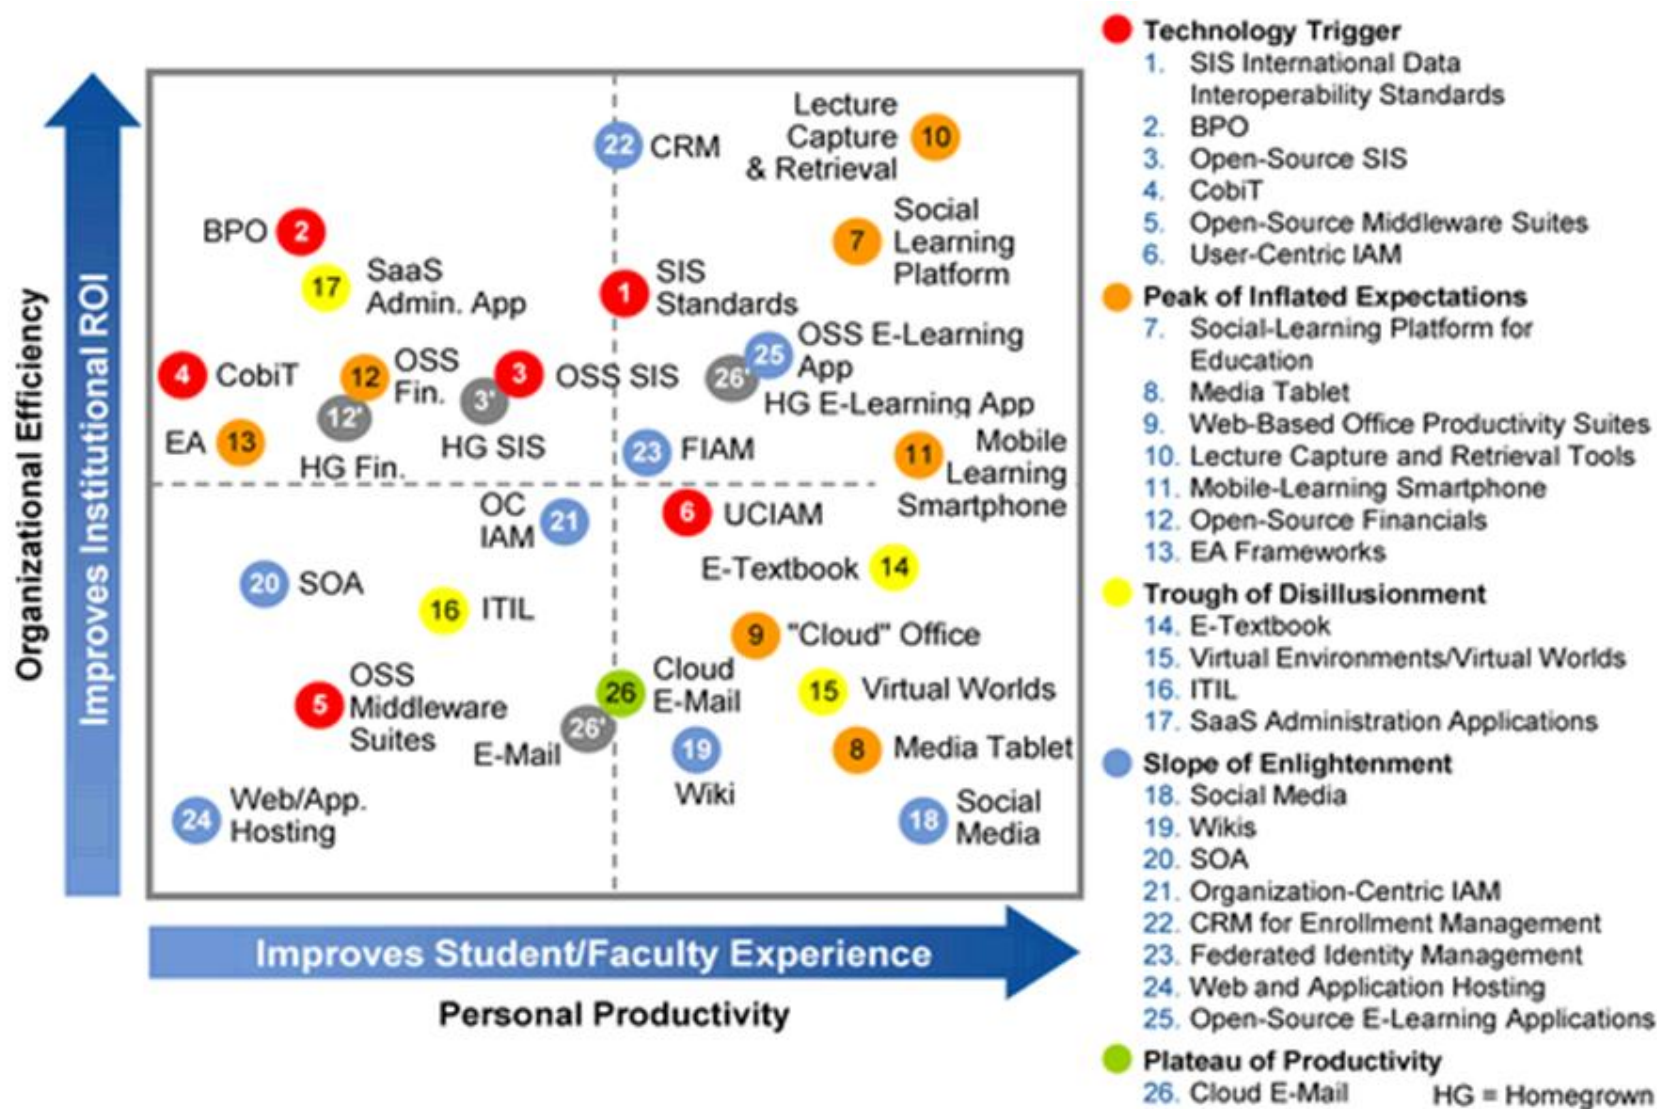 Organizational Efficiency
Improves Institutional ROI
Lecture
Capture
& Retrieval
10
22 CRM
BPO 2
Social
Learning
Platform
7
17 SaaS
Admin. App
1 SIS
Standards
OSS E-Learning
App
25
4 CobiT
12 OSS
Fin.
3 OSS SIS
26'
HG E-Learning App
12'
HG Fin.
3'
HG SIS
EA 13
23 FIAM
11 Mobile
Learning
Smartphone
OC
IAM
21
6 UCIAM
E-Textbook 14
20 SOA
16 ITIL
9 "Cloud" Office
26 Cloud
E-Mail
15 Virtual Worlds
5 OSS
Middleware
Suites
26'
E-Mail
19
Wiki
8 Media Tablet
24 Web/App.
Hosting
18 Social
Media
Improves Student/Faculty Experience
Personal Productivity
Technology Trigger
1. SIS International Data
Interoperability Standards
2. BPO
3. Open-Source SIS
4. CobiT
5. Open-Source Middleware Suites
6. User-Centric IAM
Peak of Inflated Expectations
7. Social-Learning Platform for
Education
8. Media Tablet
9. Web-Based Office Productivity Suites
10. Lecture Capture and Retrieval Tools
11. Mobile-Learning Smartphone
12. Open-Source Financials
13. EA Frameworks
Trough of Disillusionment
14. E-Textbook
15. Virtual Environments/Virtual Worlds
16. ITIL
17. SaaS Administration Applications
Slope of Enlightenment
18. Social Media
19. Wikis
20. SOA
21. Organization-Centric IAM
22. CRM for Enrollment Management
23. Federated Identity Management
24. Web and Application Hosting
25. Open-Source E-Learning Applications
Plateau of Productivity
26. Cloud E-Mail HG = Homegrown